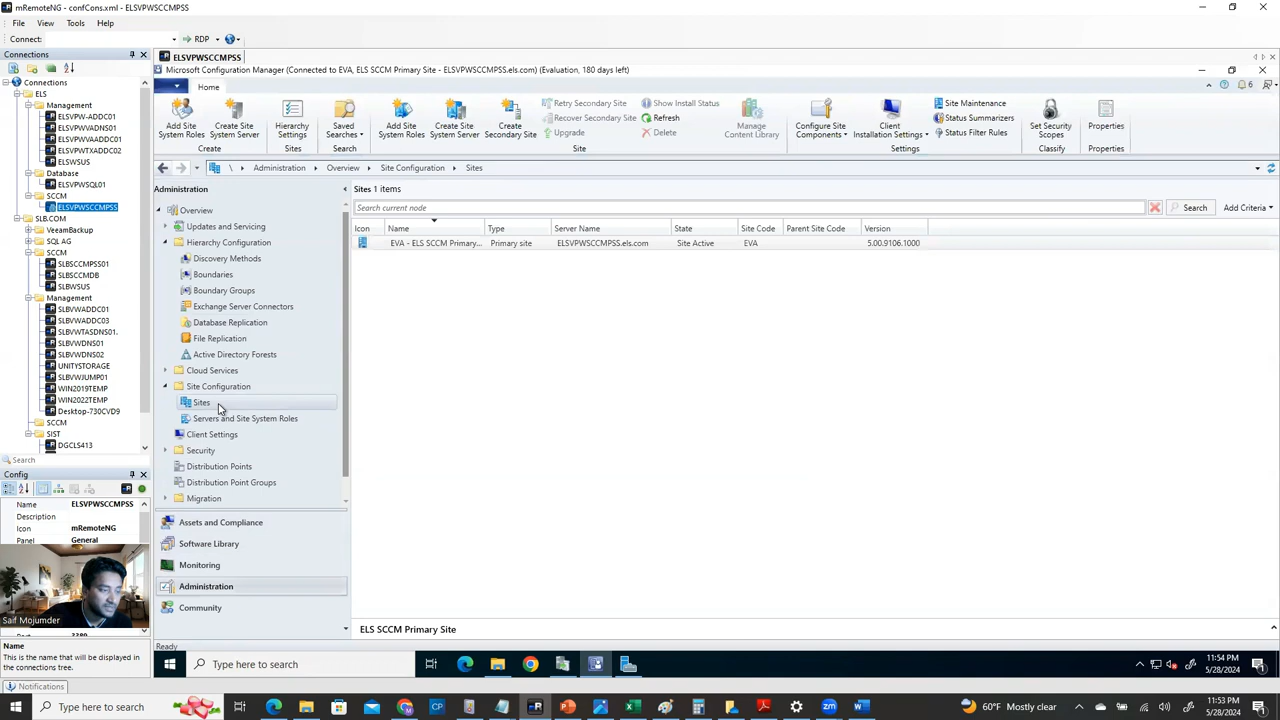 mRemoteNG - confCons.xml - ELSVPWSCCMPSS
File View Tools Help
Connect: RDP
Connections
Connections
ELS
Management
ELSVPW-ADDC01
ELSVPWVADNS01
ELSVPWVAADDC01
ELSVPWTXADDC02
ELSWSUS
Database
ELSVPWSQL01
SCCM
ELSVPWSCCMPSS
SLB.COM
VeeamBackup
SQL AG
SCCM
SLBSCCMPSS01
SLBSCCMDB
SLBWSUS
Management
SLBVWADDC01
SLBVWADDC03
SLBVWTASDNS01.
SLBVWDNS01
SLBVWDNS02
UNITYSTORAGE
SLBVWJUMP01
WIN2019TEMP
WIN2022TEMP
Desktop-730CVD9
SCCM
SIST
DGCLS413
Search
Config
Name ELSVPWSCCMPSS
Description
Icon mRemoteNG
Panel General
Saif Mojumder
Name
This is the name that will be displayed in
the connections tree.
Notifications
ELSVPWSCCMPSS
Microsoft Configuration Manager (Connected to EVA, ELS SCCM Primary Site - ELSVPWSCCMPSS.els.com) (Evaluation, 180 days left)
Home
6
Add Site
System Roles
Create Site
System Server
Create
Hierarchy
Settings
Sites
Saved
Searches
Search
Add Site
System Roles
Create Site
System Server
Create
Secondary Site
Retry Secondary Site
Recover Secondary Site
Upgrade
Show Install Status
Refresh
Delete
Site
Manage
Content Library
Configure Site
Components
Client
Installation Settings
Site Maintenance
Status Summarizers
Status Filter Rules
Settings
Set Security
Scopes
Classify
Properties
Properties
\ Administration Overview Site Configuration Sites
Administration
Overview
Updates and Servicing
Hierarchy Configuration
Discovery Methods
Boundaries
Boundary Groups
Exchange Server Connectors
Database Replication
File Replication
Active Directory Forests
Cloud Services
Site Configuration
Sites
Servers and Site System Roles
Client Settings
Security
Distribution Points
Distribution Point Groups
Migration
Assets and Compliance
Software Library
Monitoring
Administration
Community
Sites 1 items
Search current node
Search Add Criteria
Icon Name Type Server Name State Site Code Parent Site Code Version
EVA - ELS SCCM Primary... Primary site ELSVPWSCCMPSS.els.com Site Active EVA 5.00.9106.1000
ELS SCCM Primary Site
Ready
Type here to search
11:54 PM
5/28/2024
1
Type here to search
60°F Mostly clear
11:53 PM
5/28/2024